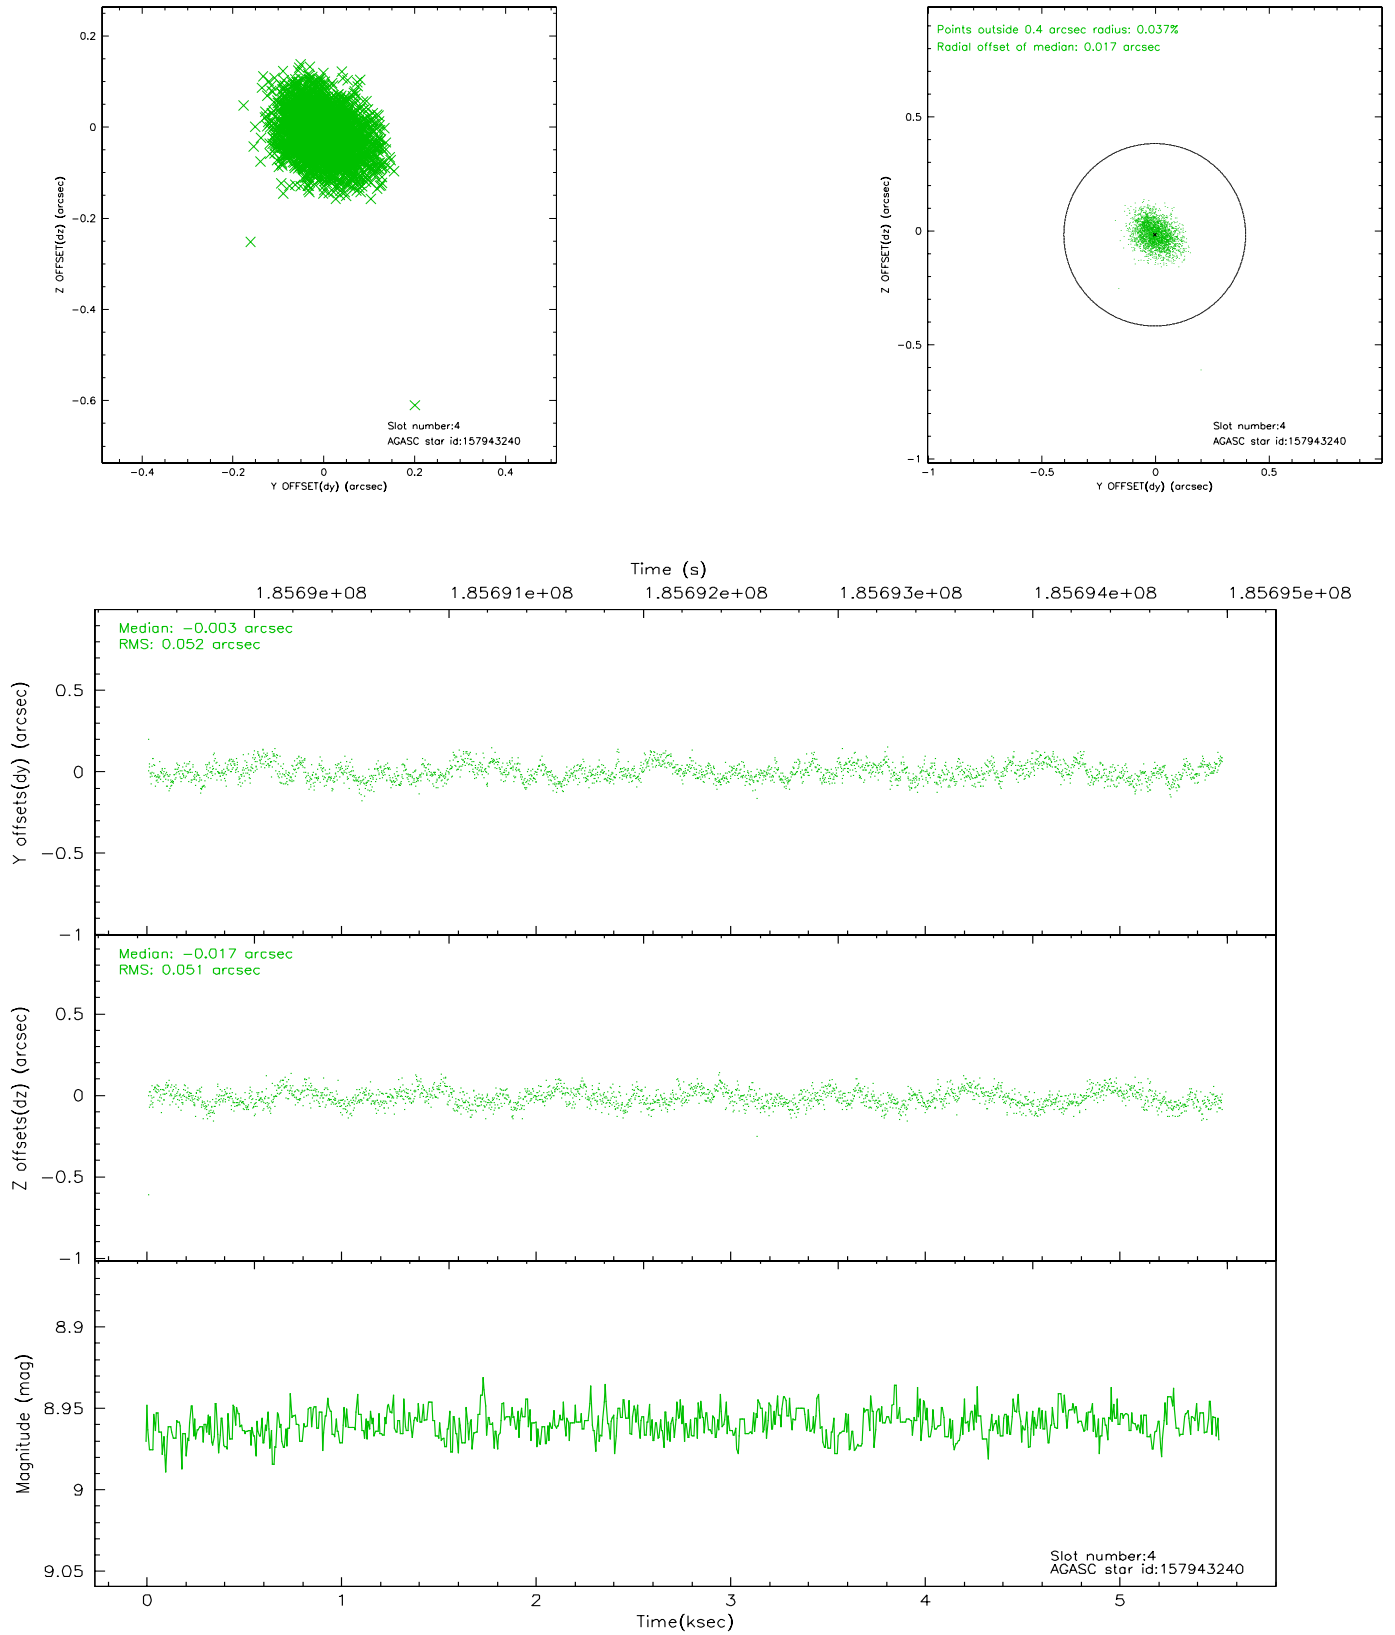 0.2
0
-0.2
-0.4
-0.6
Z OFFSET(dz) (arcsec)
Slot number:4
AGASC star id:157943240
-0.4
-0.2
0
0.2
0.4
Y OFFSET(dy) (arcsec)
Points outside 0.4 arcsec radius: 0.037%
Radial offset of median: 0.017 arcsec
0.5
0
-0.5
-1
Z OFFSET(dz) (arcsec)
Slot number:4
AGASC star id:157943240
-1
-0.5
0
0.5
Y OFFSET(dy) (arcsec)
Time (s)
1.8569e+08
1.85691e+08
1.85692e+08
1.85693e+08
1.85694e+08
1.85695e+08
Median: -0.003 arcsec
RMS: 0.052 arcsec
0.5
0
-0.5
-1
Y offsets(dy) (arcsec)
Median: -0.017 arcsec
RMS: 0.051 arcsec
0.5
0
-0.5
-1
Z offsets(dz) (arcsec)
8.9
8.95
9
9.05
Magnitude (mag)
Slot number:4
AGASC star id:157943240
0
1
2
3
4
5
Time(ksec)